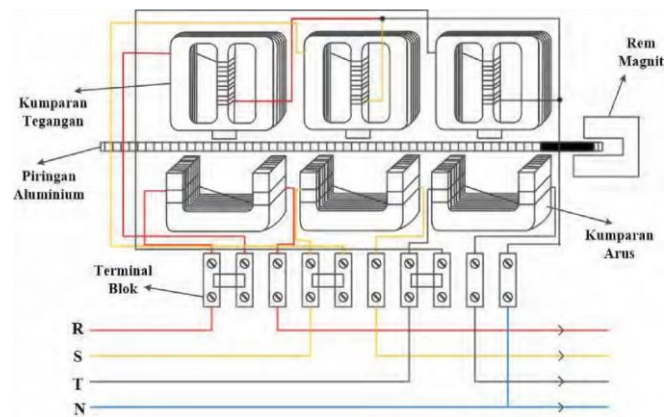 Rem
Magnit
Kumparan
Tegangan
Piringan
Aluminium
Kumparan
Arus
Terminal
Blok
R
S
T
N